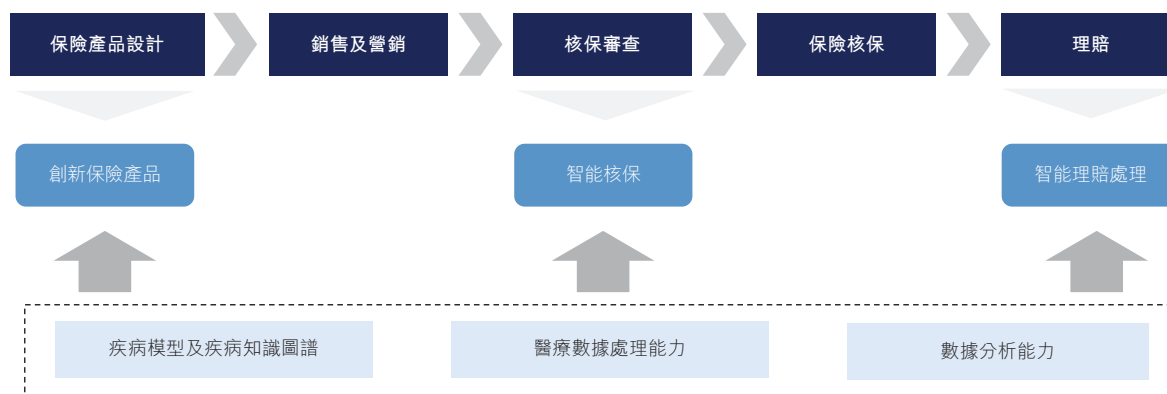 保險產品設計
銷售及營銷
核保審查
保險核保
理賠
創新保險產品
智能核保
智能理賠處理
疾病模型及疾病知識圖譜
醫療數據處理能力
數據分析能力